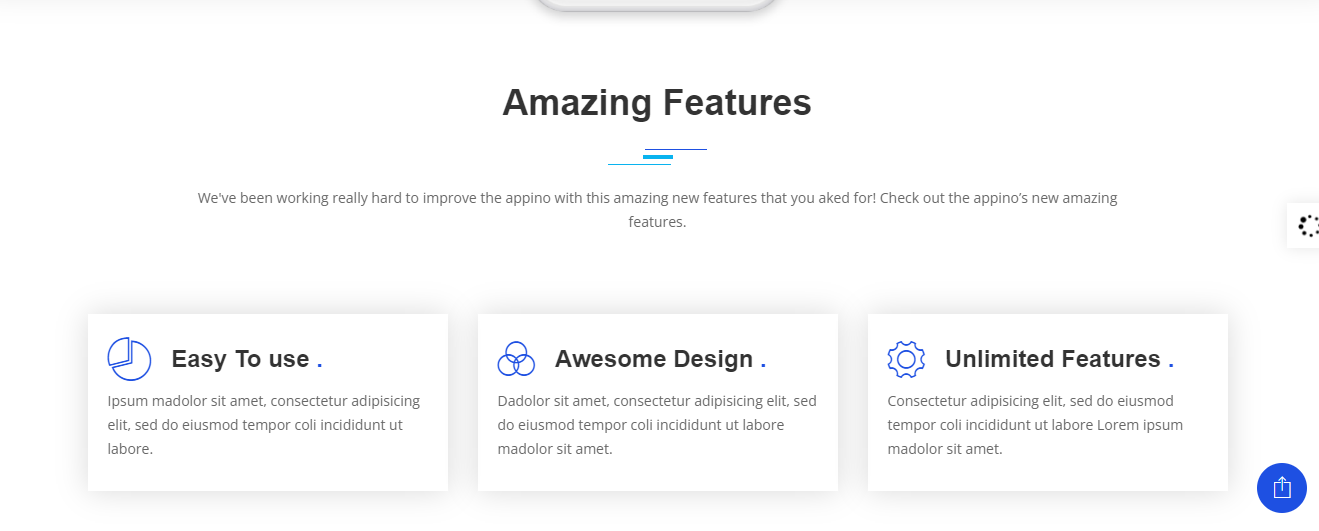 Amazing Features
We've been working really hard to improve the appino with this amazing new features that you aked for! Check out the appino’s new amazing
features.
Easy To use .
Ipsum madolor sit amet, consectetur adipisicing
elit, sed do eiusmod tempor coli incididunt ut
labore.
Awesome Design .
Dadolor sit amet, consectetur adipisicing elit, sed
do eiusmod tempor coli incididunt ut labore
madolor sit amet.
Unlimited Features .
Consectetur adipisicing elit, sed do eiusmod
tempor coli incididunt ut labore Lorem ipsum
madolor sit amet.